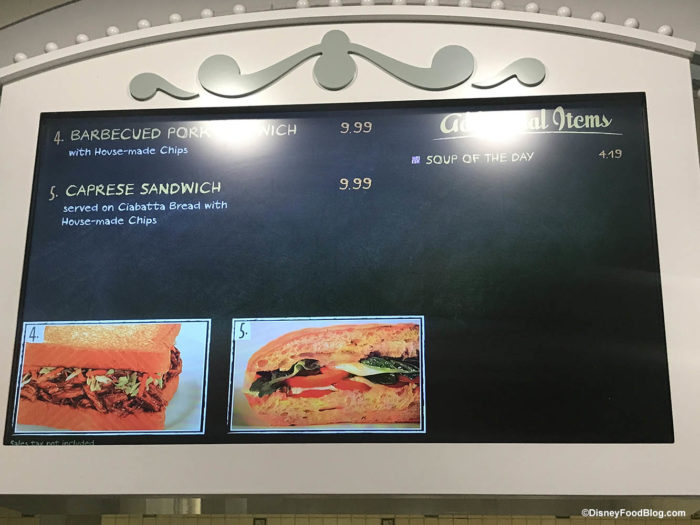 4. BARBECUED 9.99
with House-made Chips
5. CAPRESE SANDWICH 9.99
served on Ciabatta Bread with
House-made Chips
Items
SOUP OF THE DAY 4.19
4.
5.
Sales tax not included
©DisneyFoodBlog.com